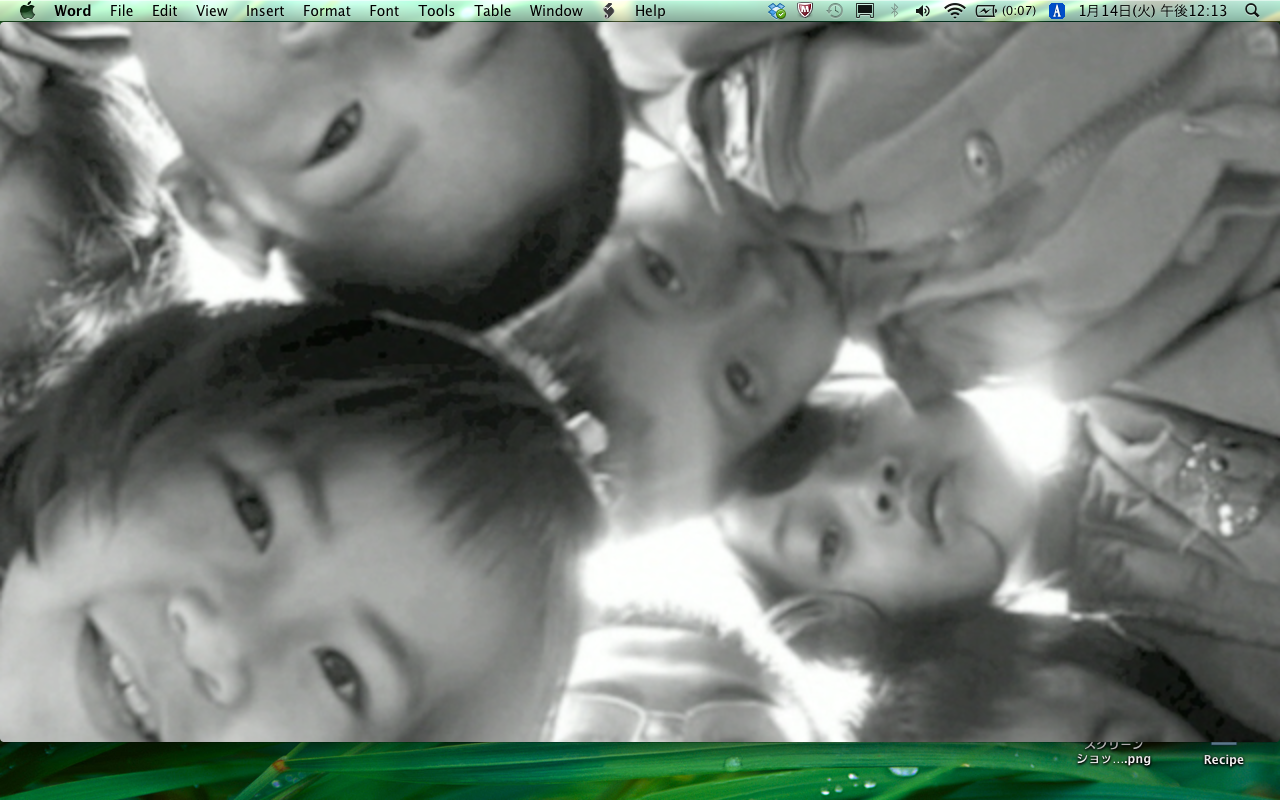 Word File Edit View Insert Format Font Tools Table Window Help (0:07) A 1月14日(火) 午後12:13
スクリーン
ショッ....png Recipe